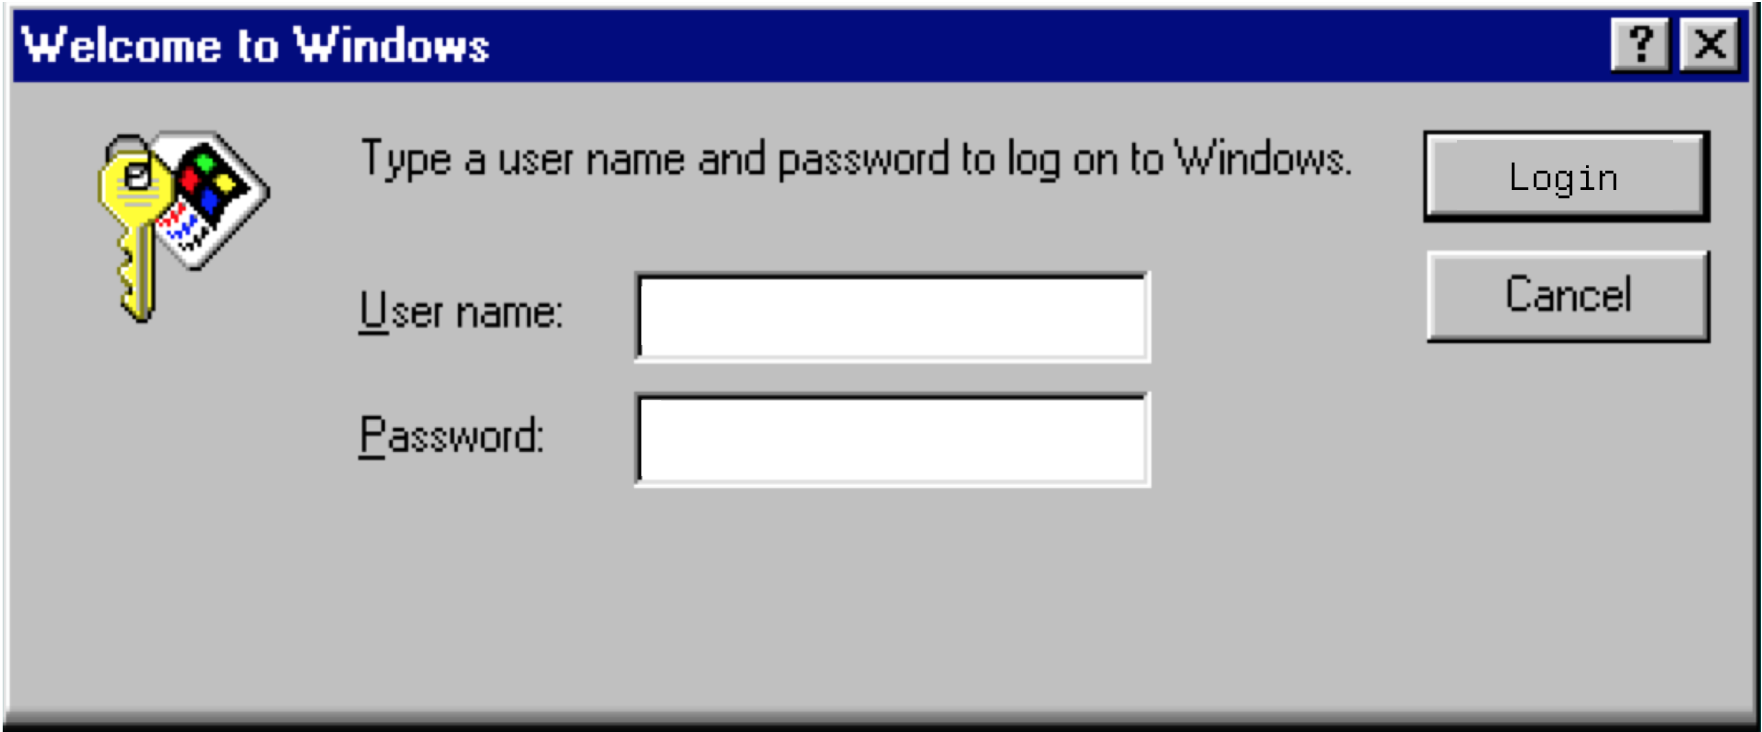 Welcome to Windows
? X
Type a user name and password to log on to Windows.
Login
User name:
Cancel
Password: